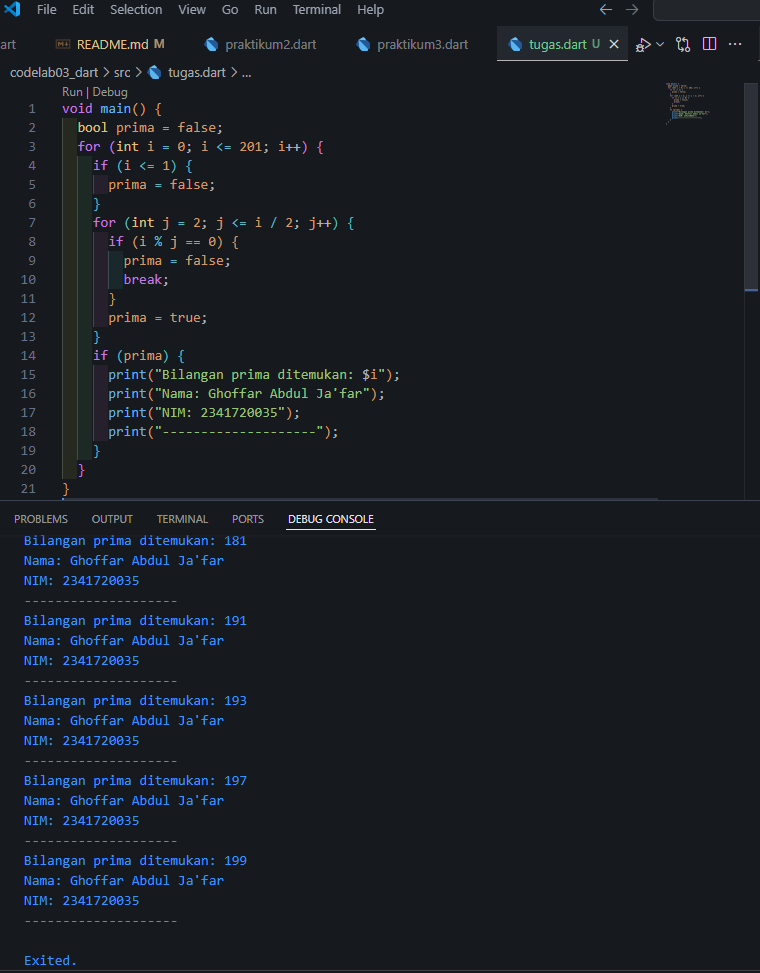 File Edit Selection View Go Run Terminal Help
art README.md M praktikum2.dart praktikum3.dart tugas.dart U
codelab03_dart > src > tugas.dart > ...
Run | Debug
1 void main() {
2 bool prima = false;
3 for (int i = 0; i <= 201; i++) {
4 if (i <= 1) {
5 prima = false;
6 }
7 for (int j = 2; j <= i / 2; j++) {
8 if (i % j == 0) {
9 prima = false;
10 break;
11 }
12 prima = true;
13 }
14 if (prima) {
15 print("Bilangan prima ditemukan: $i");
16 print("Nama: Ghoffar Abdul Ja'far");
17 print("NIM: 2341720035");
18 print("--------------------");
19 }
20 }
21 }
PROBLEMS OUTPUT TERMINAL PORTS DEBUG CONSOLE
Bilangan prima ditemukan: 181
Nama: Ghoffar Abdul Ja'far
NIM: 2341720035
--------------------
Bilangan prima ditemukan: 191
Nama: Ghoffar Abdul Ja'far
NIM: 2341720035
--------------------
Bilangan prima ditemukan: 193
Nama: Ghoffar Abdul Ja'far
NIM: 2341720035
--------------------
Bilangan prima ditemukan: 197
Nama: Ghoffar Abdul Ja'far
NIM: 2341720035
--------------------
Bilangan prima ditemukan: 199
Nama: Ghoffar Abdul Ja'far
NIM: 2341720035
--------------------
Exited.